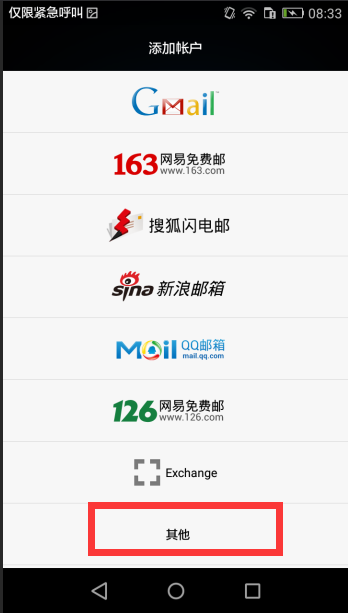 仅限紧急呼叫
08:33
添加帐户
Gmail
163 网易免费邮
www.163.com
搜狐闪电邮
sina 新浪邮箱
Mail QQ邮箱
mail.qq.com
126 网易免费邮
www.126.com
Exchange
其他